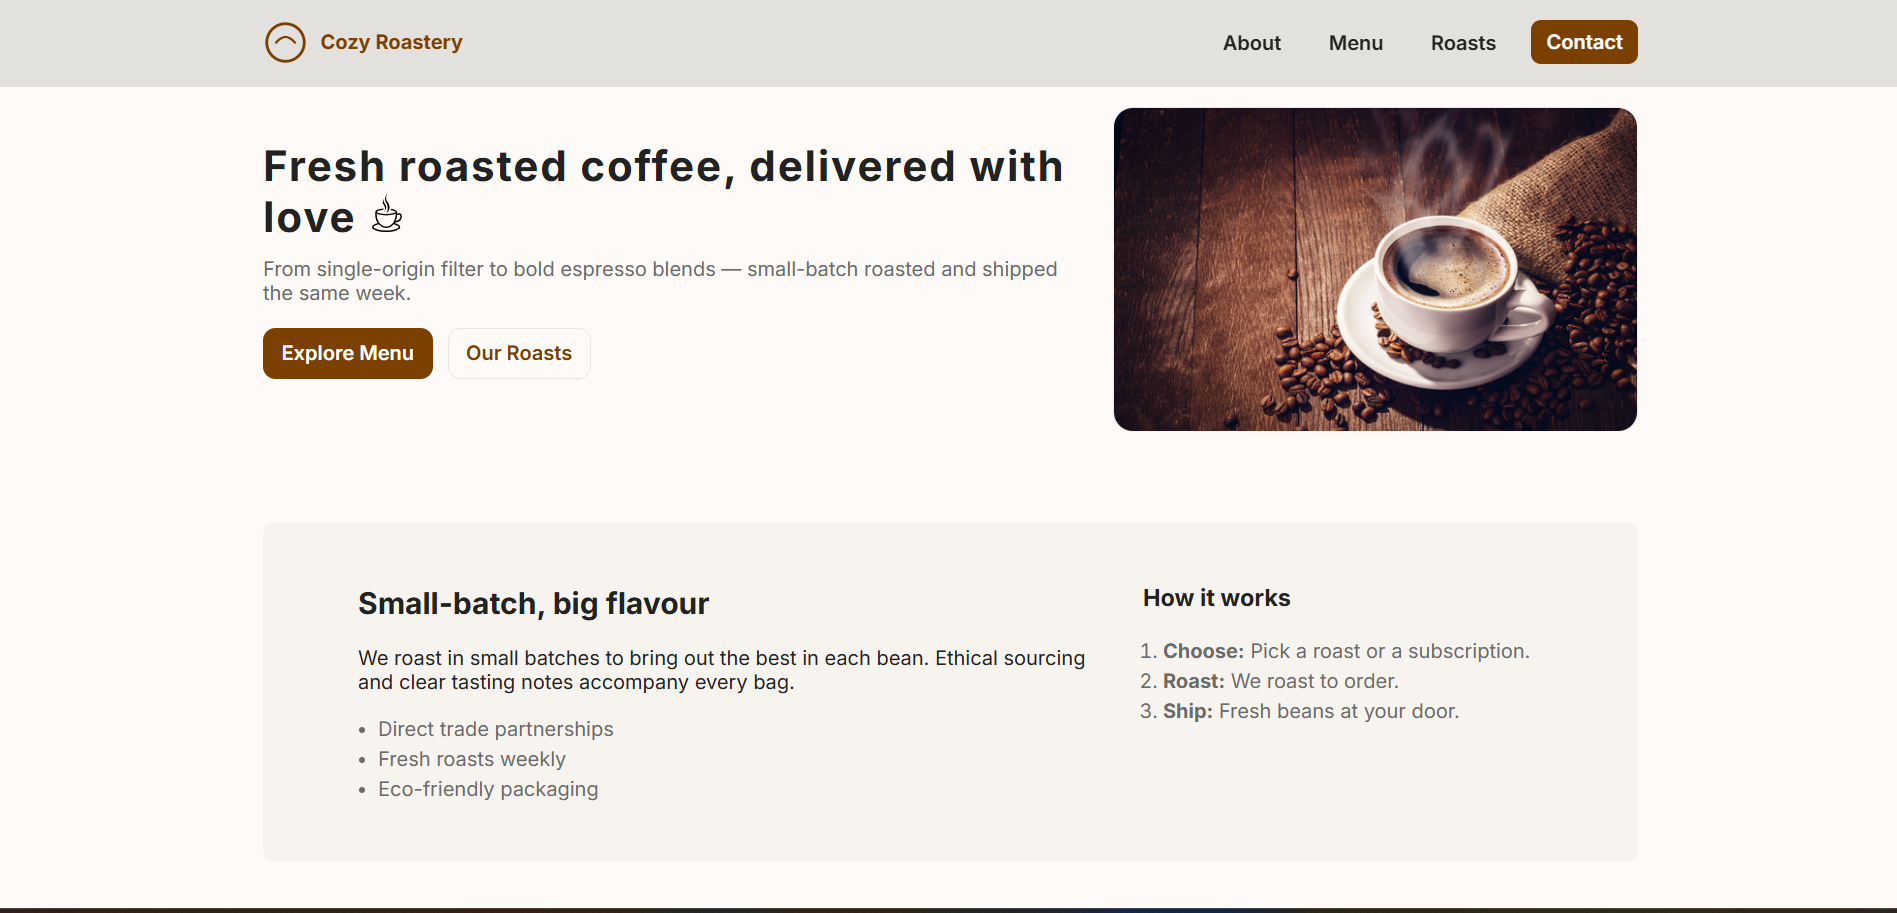 Cozy Roastery
About
Menu
Roasts
Contact
Fresh roasted coffee, delivered with
love ☕
From single-origin filter to bold espresso blends — small-batch roasted and shipped
the same week.
Explore Menu
Our Roasts
Small-batch, big flavour
We roast in small batches to bring out the best in each bean. Ethical sourcing
and clear tasting notes accompany every bag.
• Direct trade partnerships
• Fresh roasts weekly
• Eco-friendly packaging
How it works
1. Choose: Pick a roast or a subscription.
2. Roast: We roast to order.
3. Ship: Fresh beans at your door.